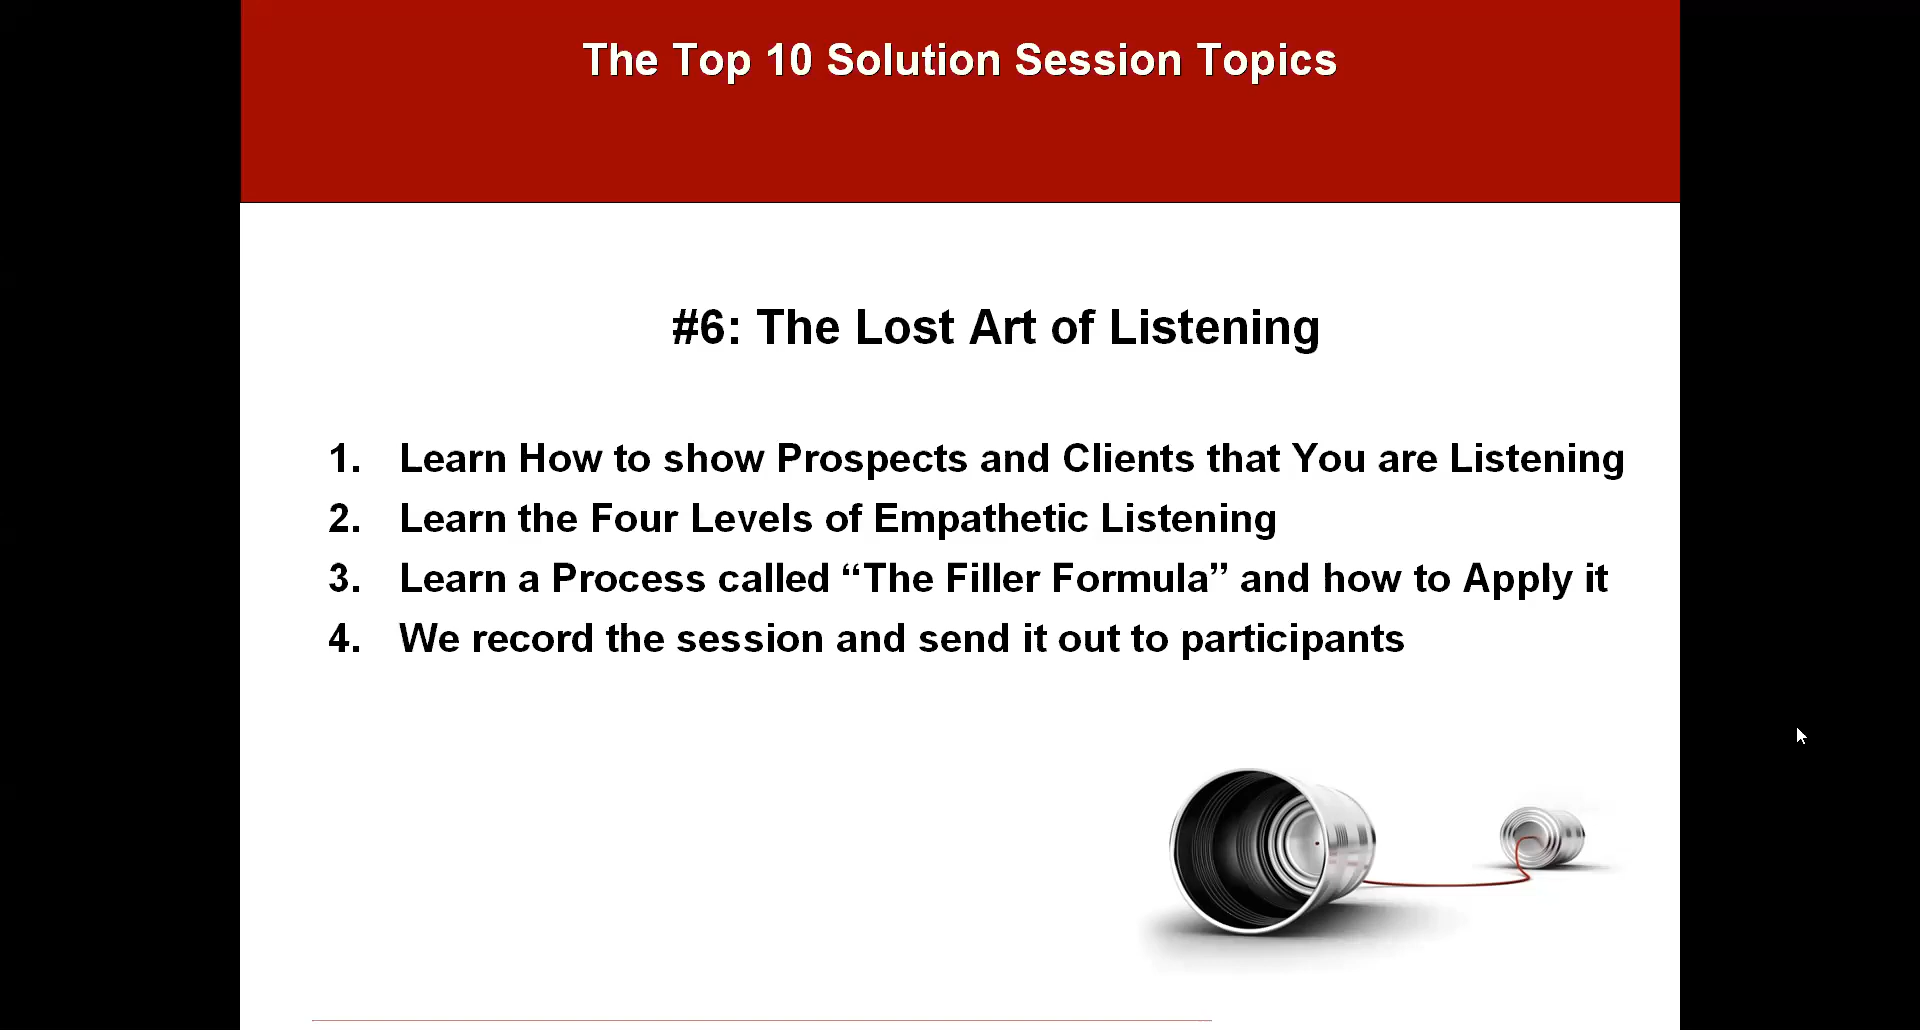 The Top 10 Solution Session Topics
#6: The Lost Art of Listening
1. Learn How to show Prospects and Clients that You are Listening
2. Learn the Four Levels of Empathetic Listening
3. Learn a Process called “The Filler Formula” and how to Apply it
4. We record the session and send it out to participants